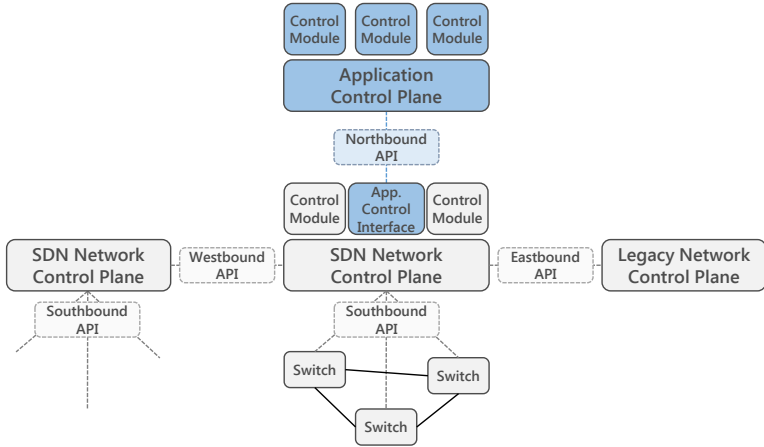 Control
Module
Control
Module
Control
Module
Application
Control Plane
Northbound
API
Control
Module
App.
Control
Interface
Control
Module
SDN Network
Control Plane
Westbound
API
SDN Network
Control Plane
Eastbound
API
Legacy Network
Control Plane
Southbound
API
Southbound
API
Switch
Switch
Switch